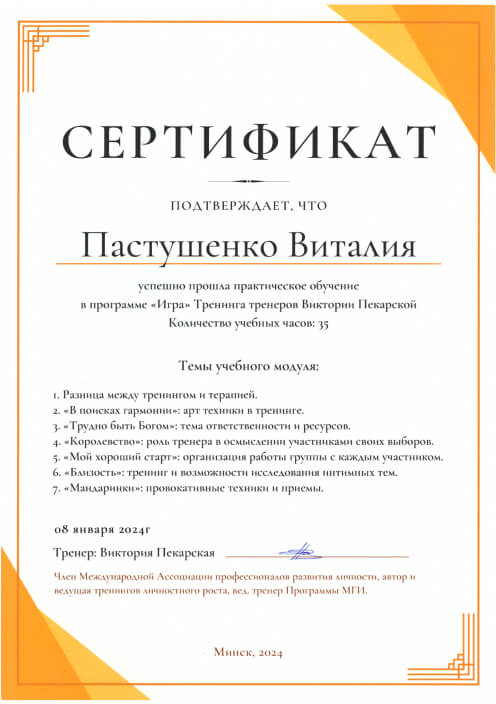 СЕРТИФИКАТ
ПОДТВЕРЖДАЕТ, ЧТО
Пастушенко Виталия
успешно прошла практическое обучение
в программе «Игра» Тренинга тренеров Виктории Пекарской
Количество учебных часов: 35
Темы учебного модуля:
1. Разница между тренингом и терапией.
2. «В поисках гармонии»: арт техники в тренинге.
3. «Трудно быть Богом»: тема ответственности и ресурсов.
4. «Королевство»: роль тренера в осмыслении участниками своих выборов.
5. «Мой хороший старт»: организация работы группы с каждым участником.
6. «Близость»: тренинг и возможности исследования интимных тем.
7. «Мандаринки»: провокативные техники и приемы.
08 января 2024г
Тренер: Виктория Пекарская
Член Международной Ассоциации профессионалов развития личности, автор и
ведущая тренингов личностного роста, вед. тренер Программы МГИ.
Минск, 2024